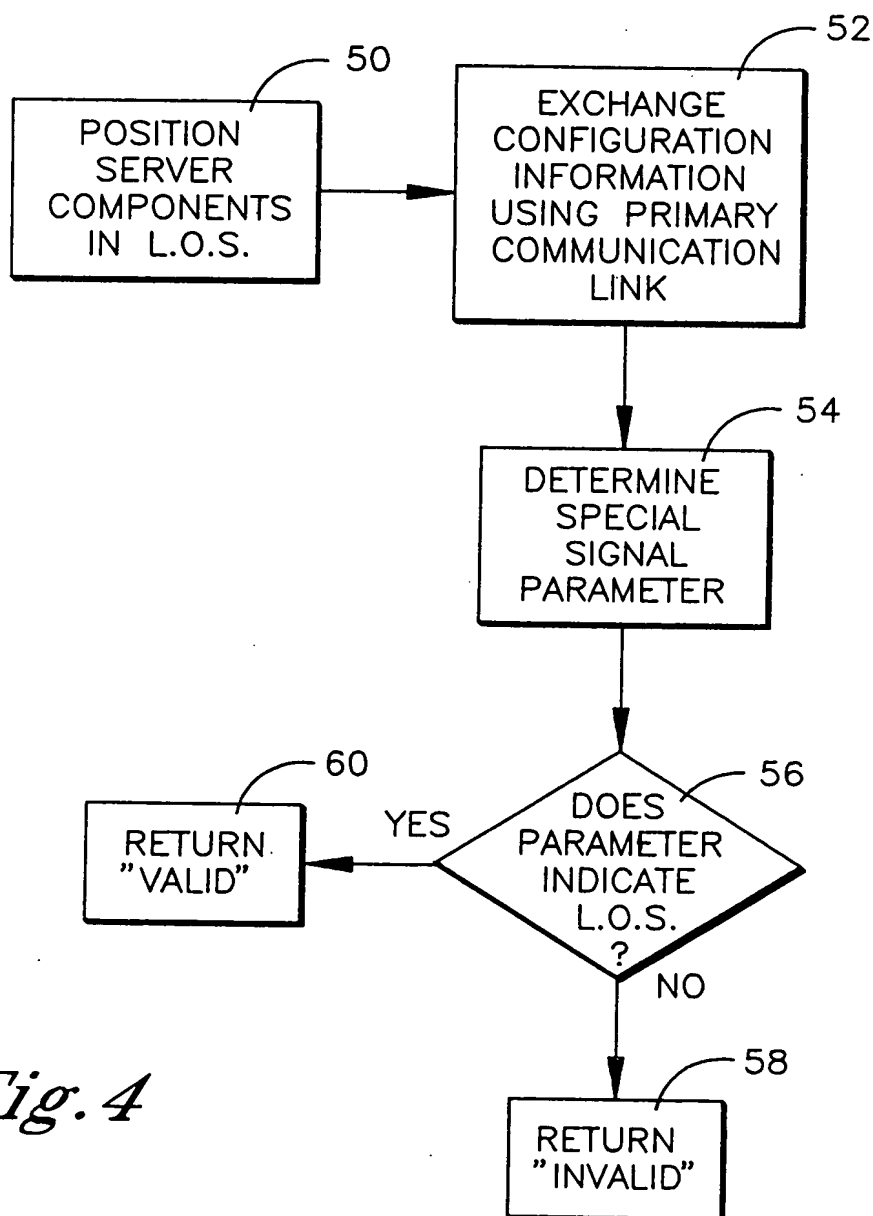 50
POSITION
SERVER
COMPONENTS
IN L.O.S.
52
EXCHANGE
CONFIGURATION
INFORMATION
USING PRIMARY
COMMUNICATION
LINK
54
DETERMINE
SPECIAL
SIGNAL
PARAMETER
56
DOES
PARAMETER
INDICATE
L.O.S.
?
YES
60
RETURN
"VALID"
NO
58
RETURN
"INVALID"
Fig. 4